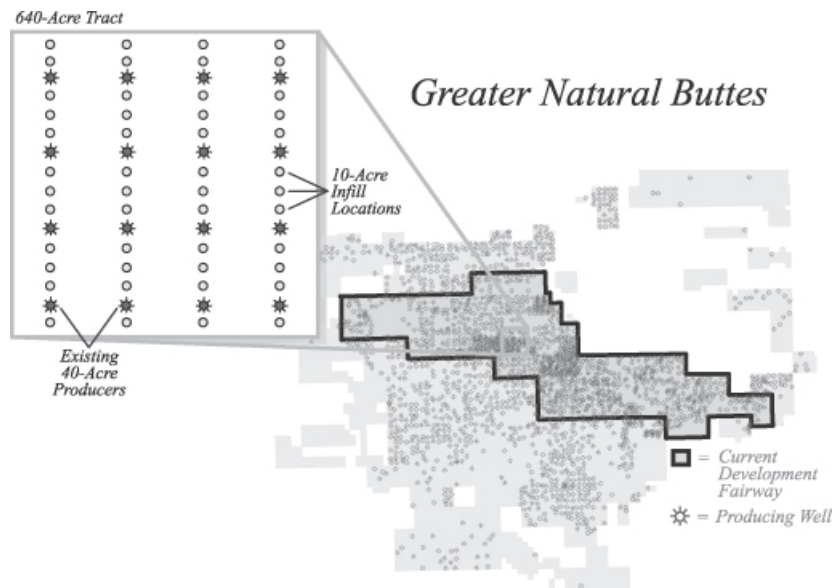 640-Acre Tract
Greater Natural Buttes
10-Acre
Infill
Locations
Existing
40-Acre
Producers
= Current
Development
Fairway
= Producing Well